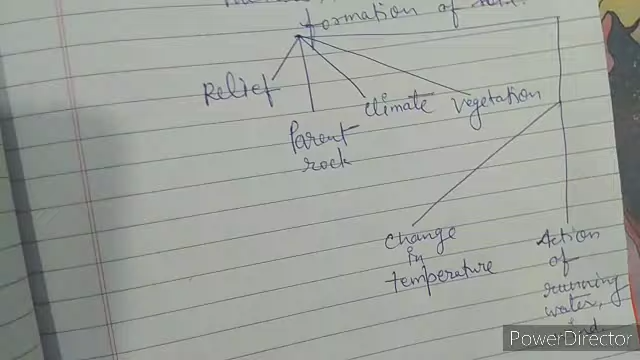 formation of
Relief
Parent
rock
climate
vegetation
change
in
temperature
Action
of
running
water,
PowerDirector